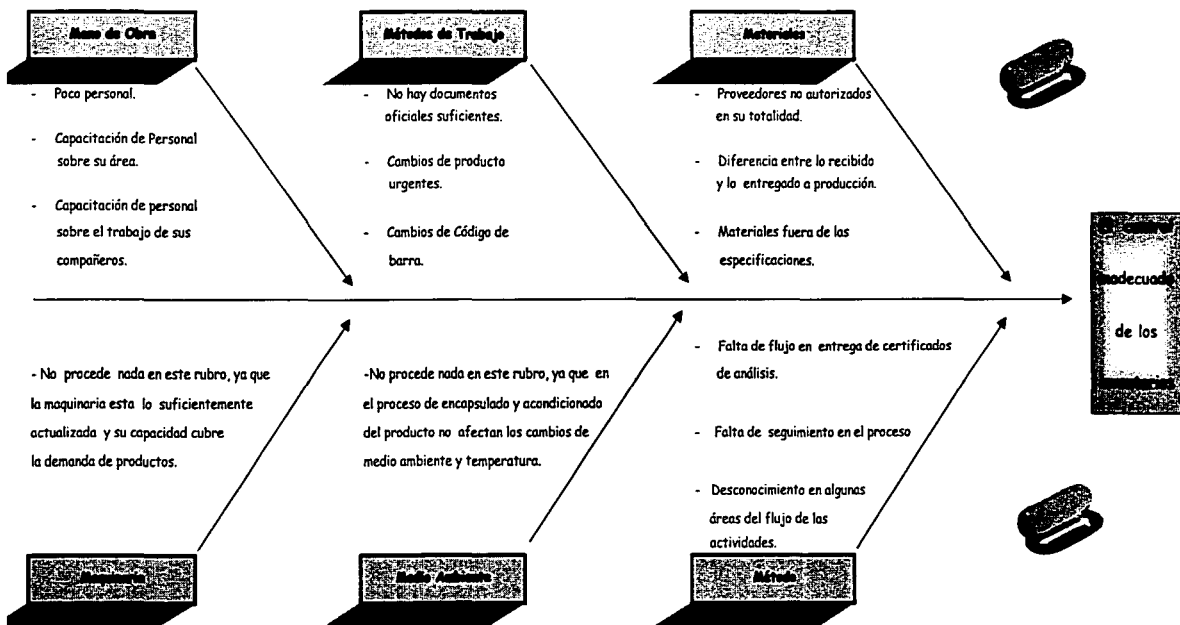 Mano de Obra
- Poco personal.
- Capacitación de Personal
sobre su área.
- Capacitación de personal
sobre el trabajo de sus
compañeros.
Métodos de Trabajo
- No hay documentos
oficiales suficientes.
- Cambios de producto
urgentes.
- Cambios de Código de
barra.
Materiales
- Proveedores no autorizados
en su totalidad.
- Diferencia entre lo recibido
y lo entregado a producción.
- Materiales fuera de las
especificaciones.
El control
inadecuado
de los
inventarios
- No procede nada en este rubro, ya que
la maquinaria esta lo suficientemente
actualizada y su capacidad cubre
la demanda de productos.
Maquinaria
-No procede nada en este rubro, ya que en
el proceso de encapsulado y acondicionado
del producto no afectan los cambios de
medio ambiente y temperatura.
Medio Ambiente
- Falta de flujo en entrega de certificados
de análisis.
- Falta de seguimiento en el proceso
- Desconocimiento en algunas
áreas del flujo de las
actividades.
Método